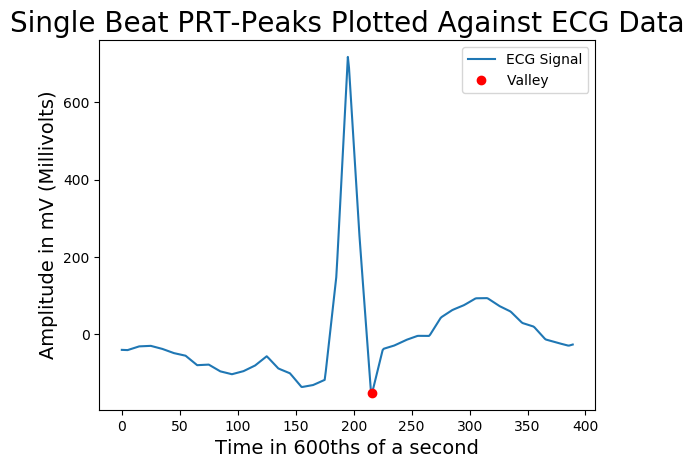 Single Beat PRT-Peaks Plotted Against ECG Data
ECG Signal
Valley
Amplitude in mV (Millivolts)
600
400
200
0
0 50 100 150 200 250 300 350 400
Time in 600ths of a second